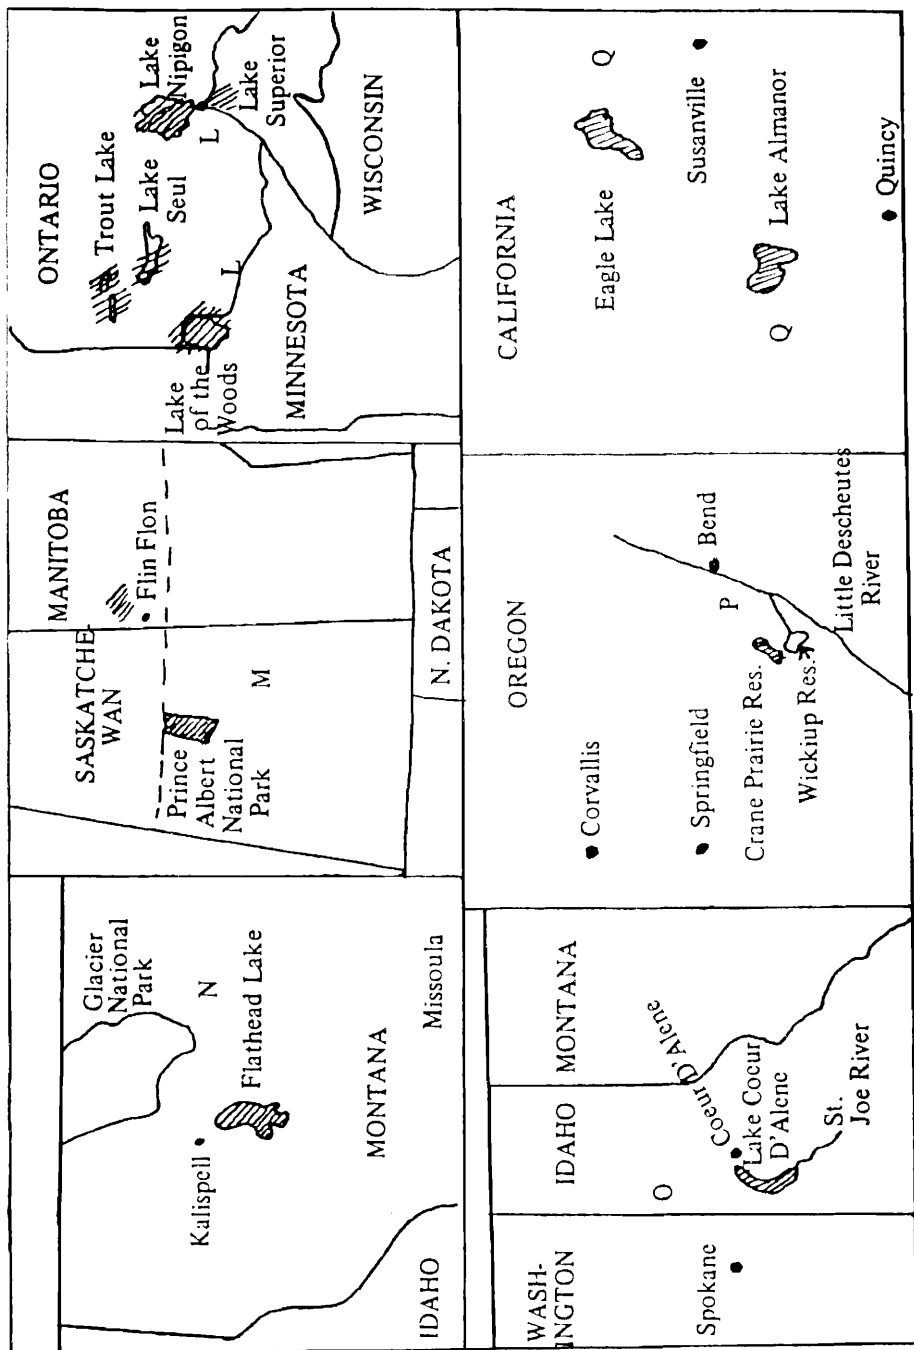 Glacier
National
Park
N
Kalispell
Flathead Lake
MONTANA
Missoula
IDAHO
SASKATCHE-
WAN
MANITOBA
Flin Flon
Prince
Albert
National
Park
M
N. DAKOTA
ONTARIO
Trout Lake
Lake
Seul
Lake
Nipigon
L
Lake
Superior
L
Lake
of the
Woods
MINNESOTA
WISCONSIN
WASH-
INGTON
IDAHO
MONTANA
O
Spokane
Coeur D'Alene
Lake Coeur
D'Alene
St.
Joe River
OREGON
Corvallis
Springfield
Bend
P
Crane Prairie Res.
Wickiup Res.
Little Descheutes
River
CALIFORNIA
Eagle Lake
Q
Susanville
Q
Lake Almanor
Quincy